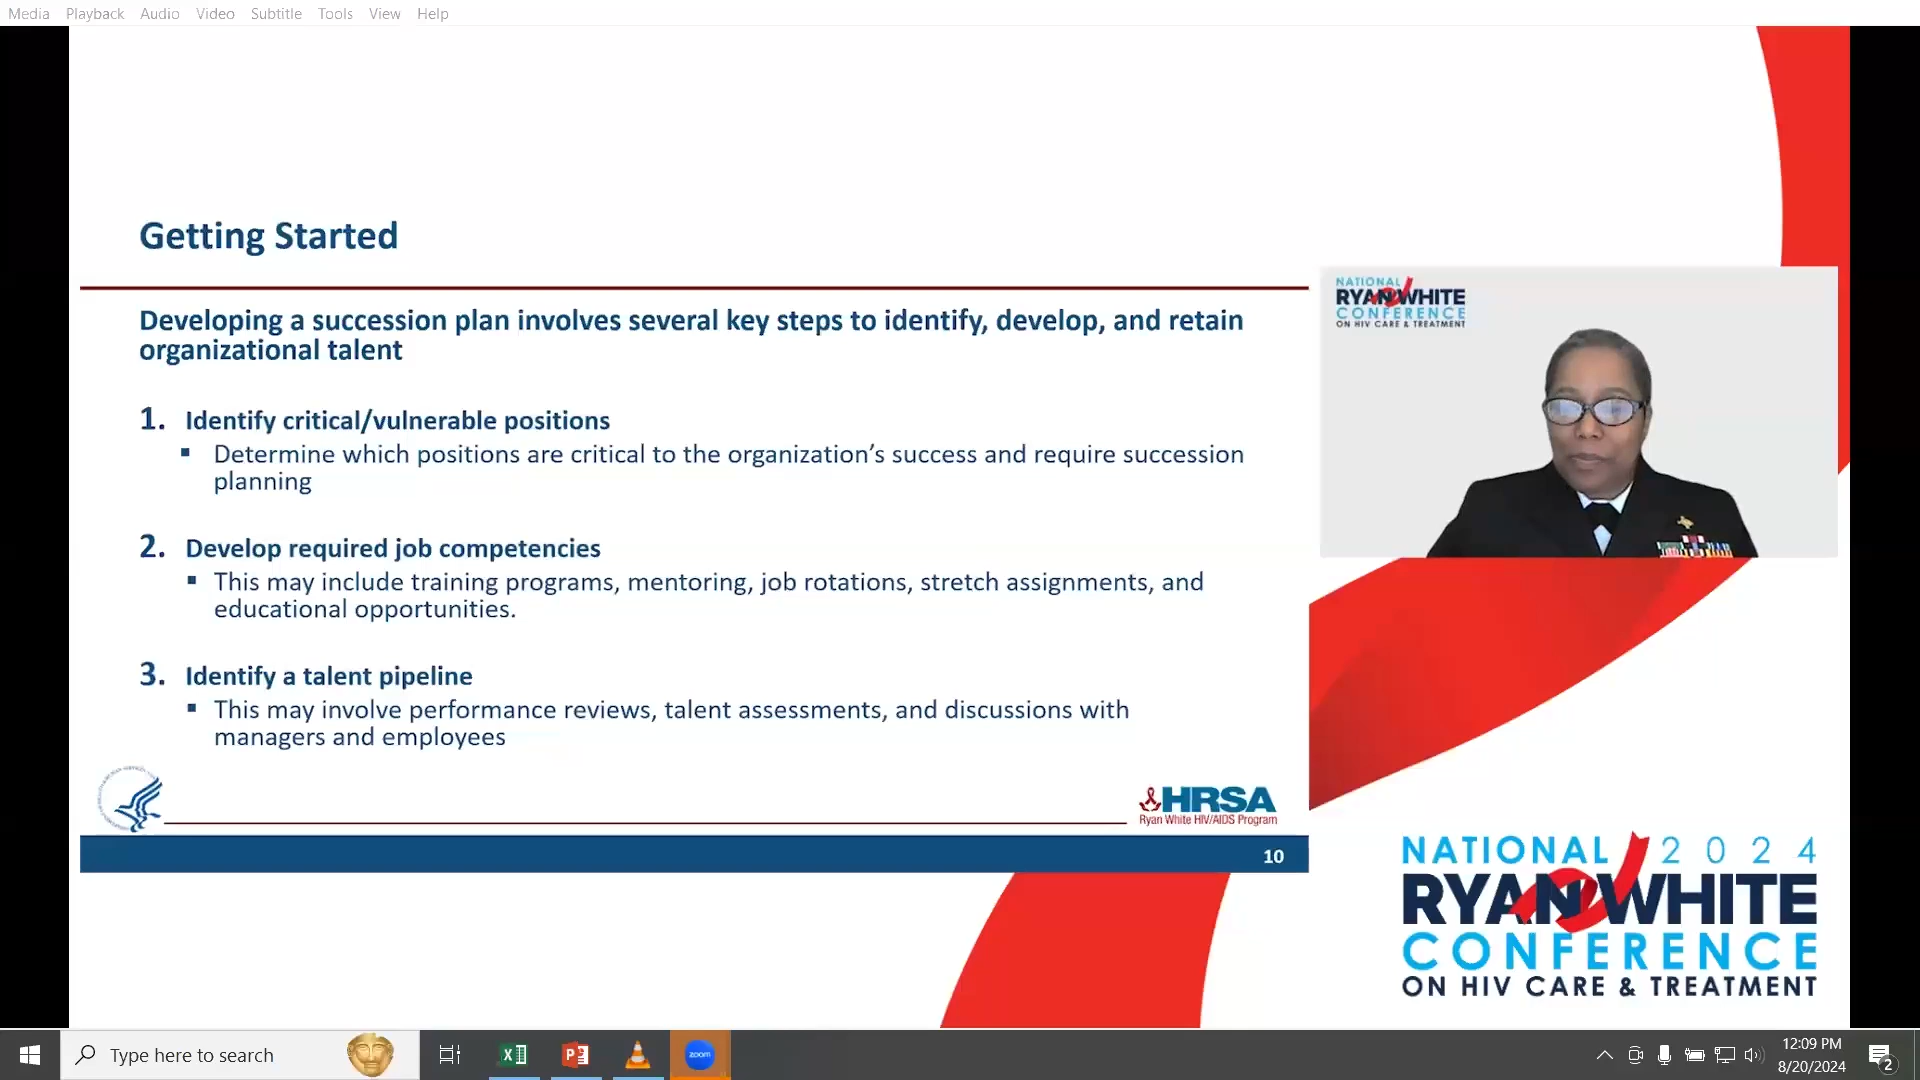 Media Playback Audio Video Subtitle Tools View Help
Getting Started
Developing a succession plan involves several key steps to identify, develop, and retain
organizational talent
1. Identify critical/vulnerable positions
▪ Determine which positions are critical to the organization's success and require succession
planning
2. Develop required job competencies
▪ This may include training programs, mentoring, job rotations, stretch assignments, and
educational opportunities.
3. Identify a talent pipeline
▪ This may involve performance reviews, talent assessments, and discussions with
managers and employees
HRSA
Ryan White HIV/AIDS Program
10
NATIONAL
RYAN WHITE
CONFERENCE
ON HIV CARE & TREATMENT
NATIONAL 2024
RYAN WHITE
CONFERENCE
ON HIV CARE & TREATMENT
Type here to search
zoom
12:09 PM
8/20/2024
2